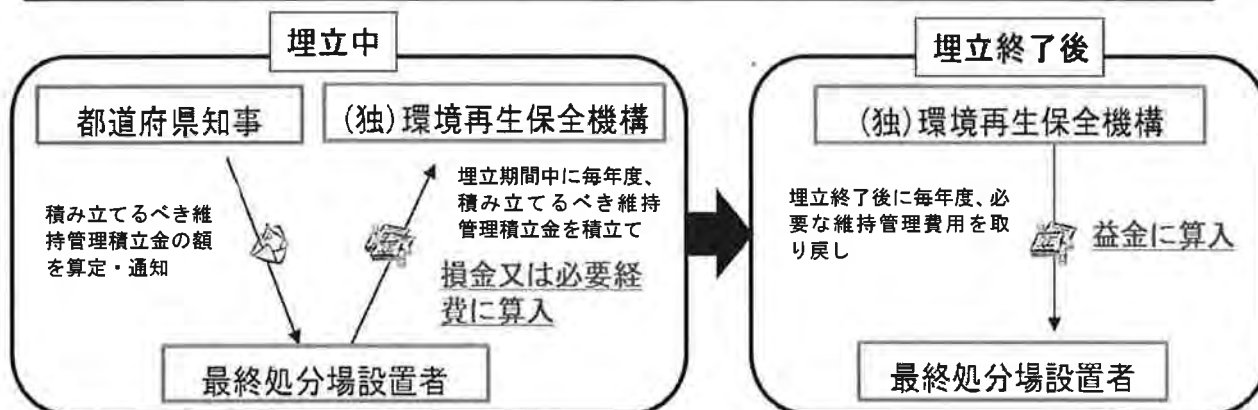 埋立中
都道府県知事
(独)環境再生保全機構
積み立てるべき維
持管理積立金の額
を算定・通知
埋立期間中に毎年度、
積み立てるべき維持
管理積立金を積立て
損金又は必要経
費に算入
最終処分場設置者
埋立終了後
(独)環境再生保全機構
埋立終了後に毎年度、必
要な維持管理費用を取
り戻し
益金に算入
最終処分場設置者